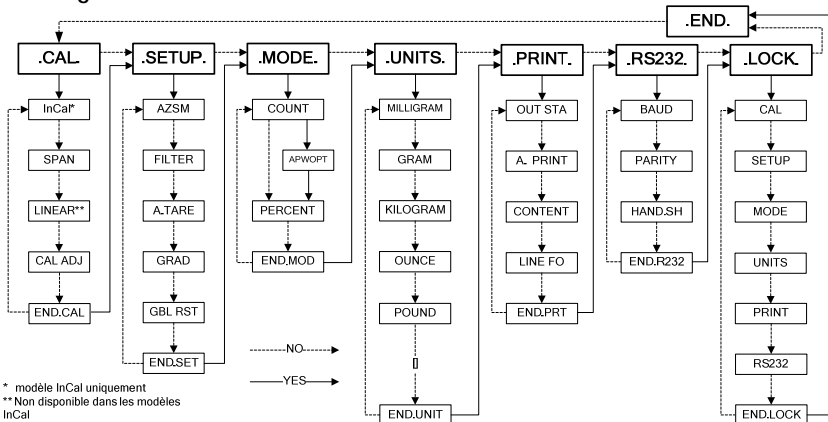 .END.
.CAL.
.SETUP.
.MODE.
.UNITS.
.PRINT.
.RS232.
.LOCK.
InCal*
SPAN
LINEAR**
CAL ADJ
END.CAL
AZSM
FILTER
A.TARE
GRAD
GBL RST
END.SET
COUNT
APWOPT
PERCENT
END.MOD
MILLIGRAM
GRAM
KILOGRAM
OUNCE
POUND
END.UNIT
OUT STA
A.. PRINT
CONTENT
LINE FO
END.PRT
BAUD
PARITY
HAND.SH
END.R232
CAL
SETUP
MODE
UNITS
PRINT
RS232
END.LOCK
NO
YES
* modèle InCal uniquement
** Non disponible dans les modèles
InCal